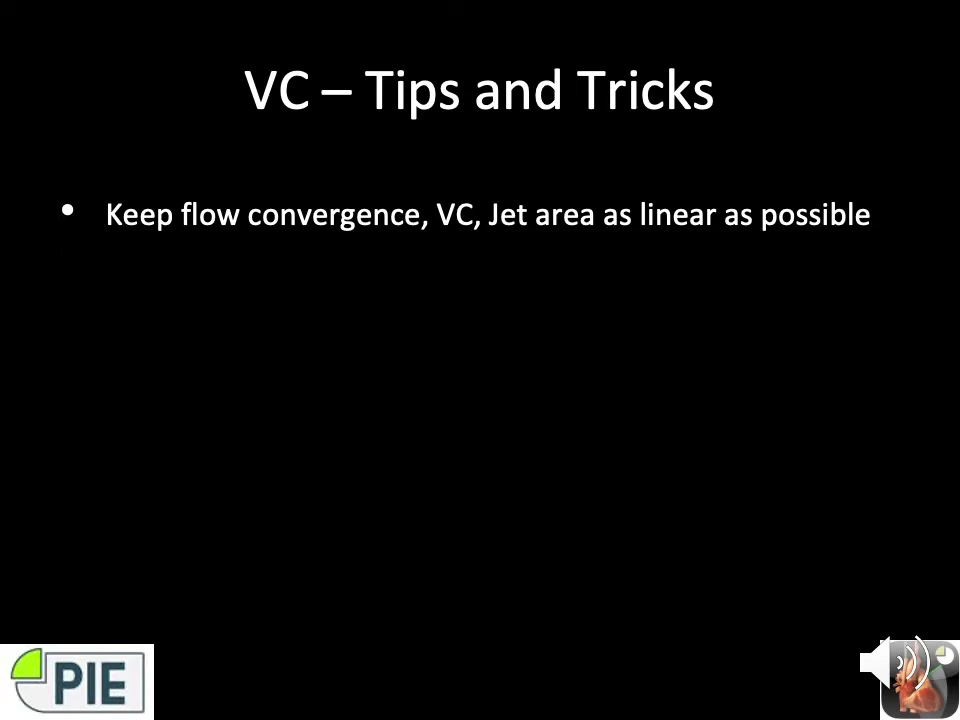 VC – Tips and Tricks
• Keep flow convergence, VC, Jet area as linear as possible
PIE